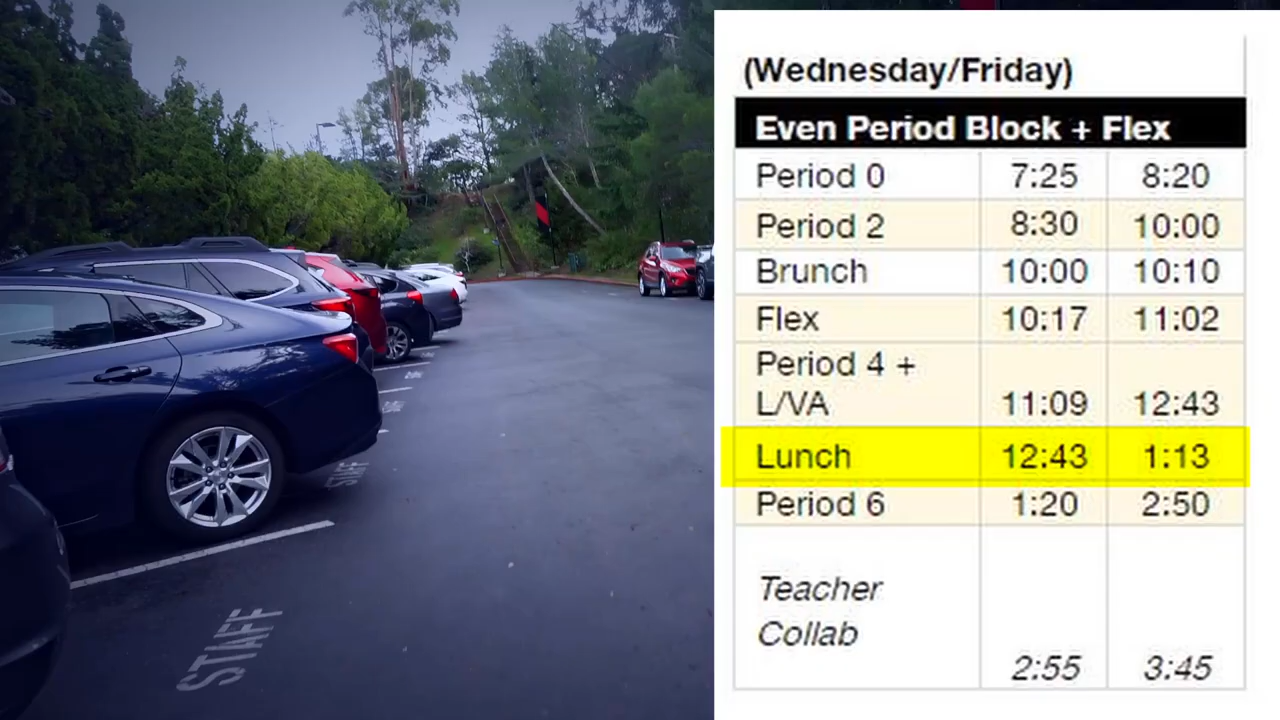 (Wednesday/Friday)
Even Period Block + Flex
Period 0 7:25 8:20
Period 2 8:30 10:00
Brunch 10:00 10:10
Flex 10:17 11:02
Period 4 +
L/VA 11:09 12:43
Lunch 12:43 1:13
Period 6 1:20 2:50
Teacher
Collab
2:55 3:45
STAFF
STAFF